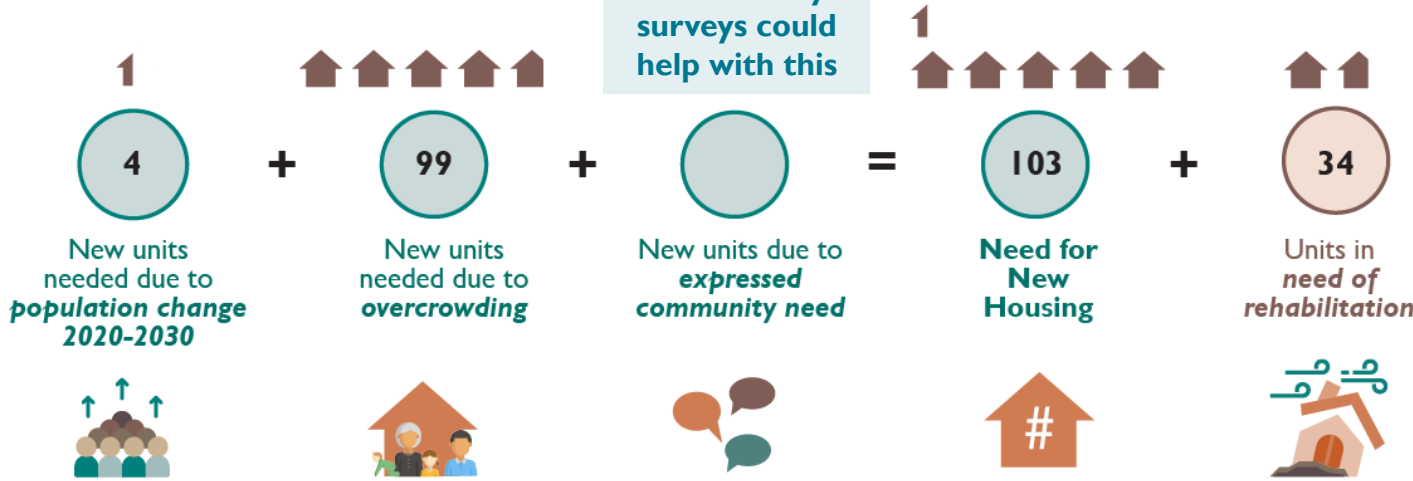 surveys could
help with this
4 + 99 + = 103 + 34
New units
needed due to
population change
2020-2030
New units
needed due to
overcrowding
New units due to
expressed
community need
Need for
New
Housing
Units in
need of
rehabilitation
#